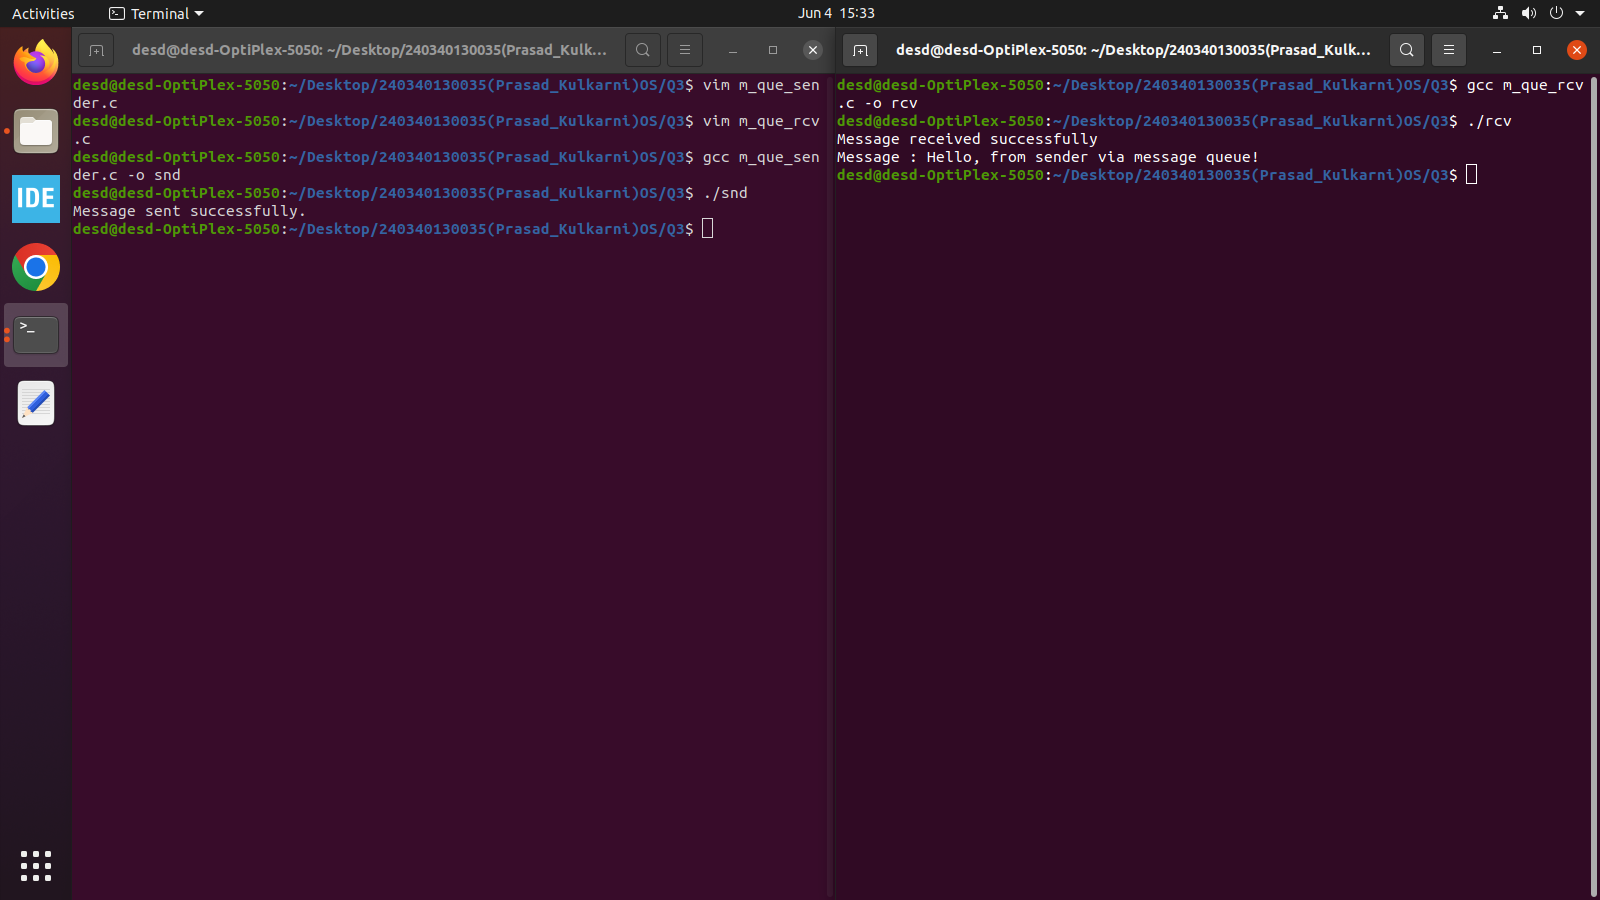 Activities
Terminal
Jun 4 15:33
desd@desd-OptiPlex-5050: ~/Desktop/240340130035(Prasad_Kulk...
desd@desd-OptiPlex-5050:~/Desktop/240340130035(Prasad_Kulkarni)OS/Q3$ vim m_que_sen
der.c
desd@desd-OptiPlex-5050:~/Desktop/240340130035(Prasad_Kulkarni)OS/Q3$ vim m_que_rcv
.c
desd@desd-OptiPlex-5050:~/Desktop/240340130035(Prasad_Kulkarni)OS/Q3$ gcc m_que_sen
der.c -o snd
desd@desd-OptiPlex-5050:~/Desktop/240340130035(Prasad_Kulkarni)OS/Q3$ ./snd
Message sent successfully.
desd@desd-OptiPlex-5050:~/Desktop/240340130035(Prasad_Kulkarni)OS/Q3$
desd@desd-OptiPlex-5050: ~/Desktop/240340130035(Prasad_Kulk...
desd@desd-OptiPlex-5050:~/Desktop/240340130035(Prasad_Kulkarni)OS/Q3$ gcc m_que_rcv
.c -o rcv
desd@desd-OptiPlex-5050:~/Desktop/240340130035(Prasad_Kulkarni)OS/Q3$ ./rcv
Message received successfully
Message : Hello, from sender via message queue!
desd@desd-OptiPlex-5050:~/Desktop/240340130035(Prasad_Kulkarni)OS/Q3$
IDE
>_